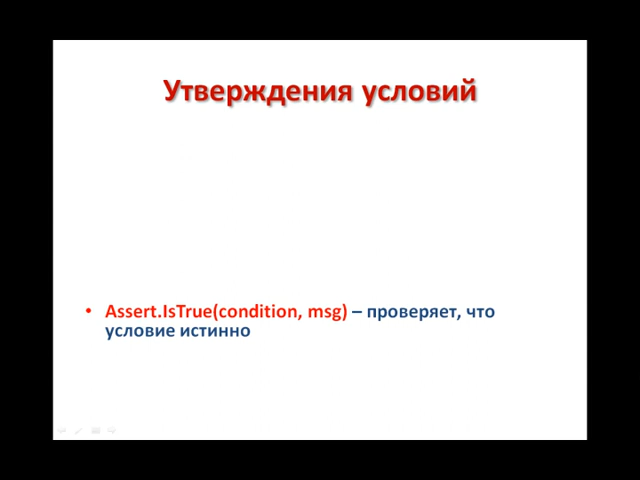 Утверждения условий
• Assert.IsTrue(condition, msg) – проверяет, что
условие истинно